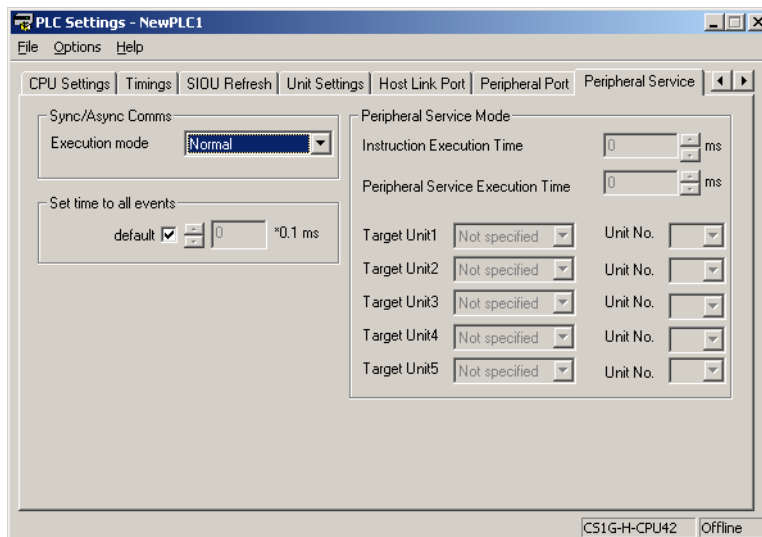 PLC Settings - NewPLC1
File Options Help
CPU Settings Timings SIOU Refresh Unit Settings Host Link Port Peripheral Port Peripheral Service
Sync/Async Comms
Execution mode Normal
Set time to all events
default 0 *0.1 ms
Peripheral Service Mode
Instruction Execution Time 0 ms
Peripheral Service Execution Time 0 ms
Target Unit1 Not specified Unit No.
Target Unit2 Not specified Unit No.
Target Unit3 Not specified Unit No.
Target Unit4 Not specified Unit No.
Target Unit5 Not specified Unit No.
CS1G-H-CPU42 Offline